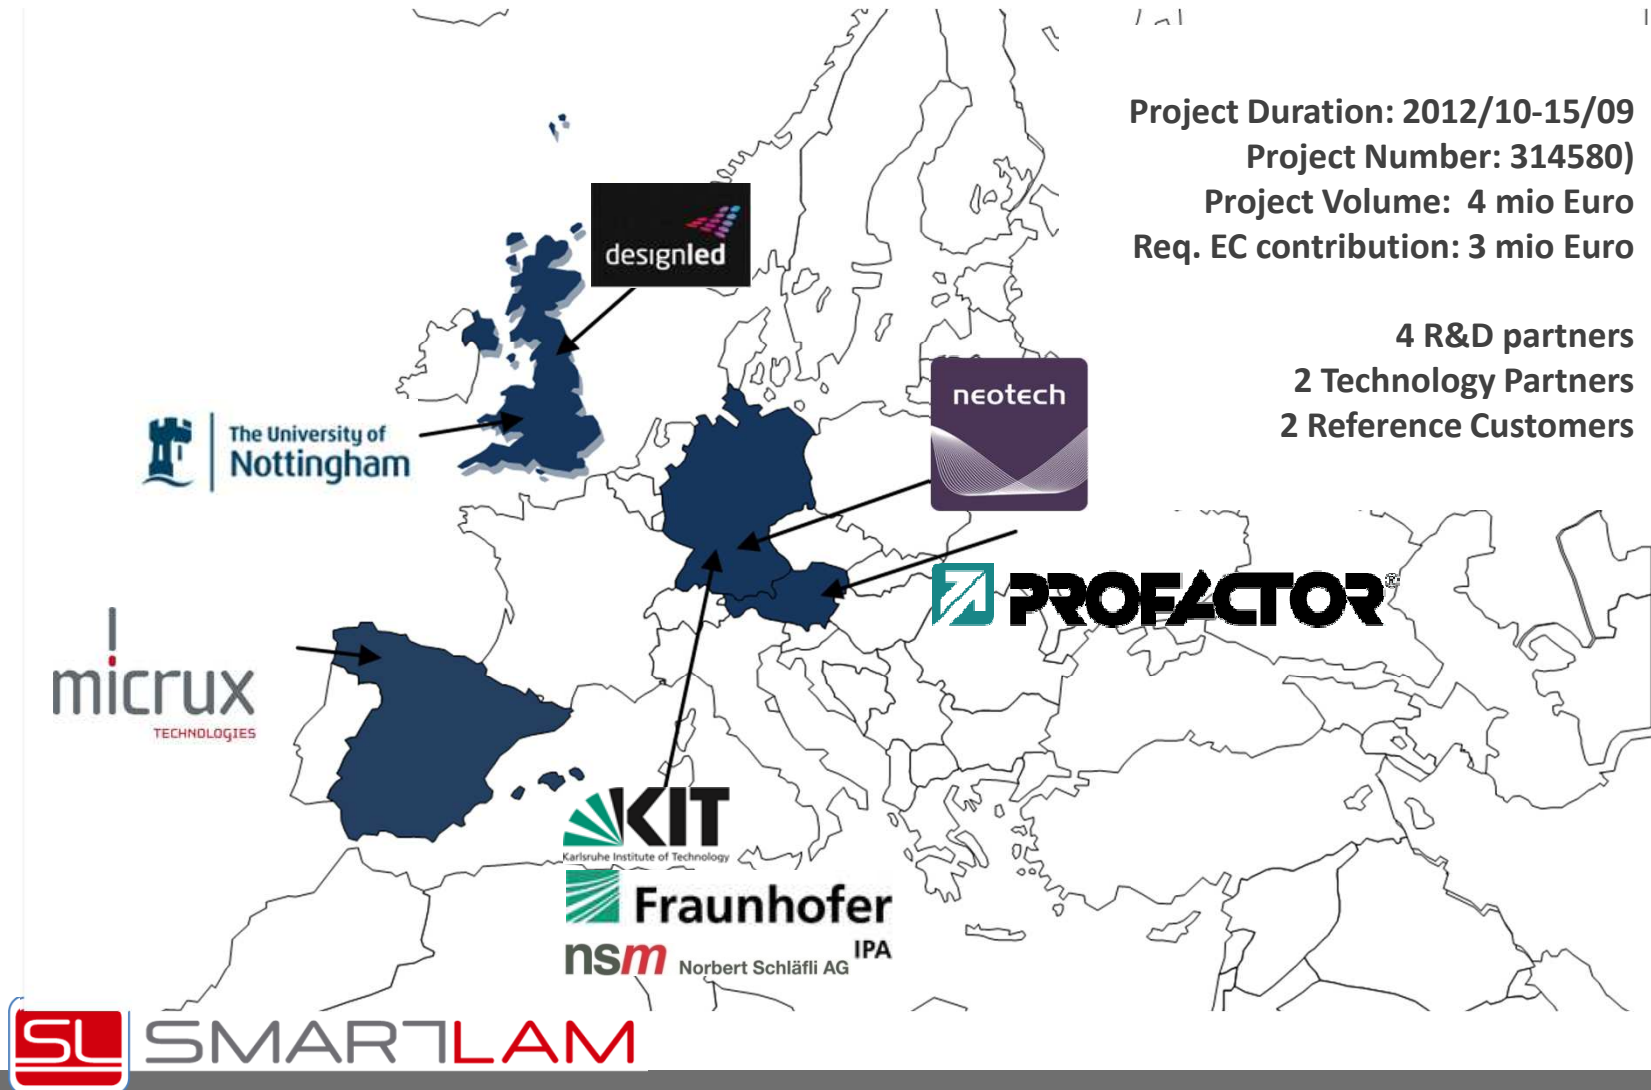 Project Duration: 2012/10-15/09
Project Number: 314580)
Project Volume: 4 mio Euro
Req. EC contribution: 3 mio Euro
4 R&D partners
2 Technology Partners
2 Reference Customers
designled
neotech
The University of
Nottingham
PROFACTOR®
micrux
TECHNOLOGIES
KIT
Karlsruhe Institute of Technology
Fraunhofer
IPA
nsm Norbert Schläfli AG
SL SMARTLAM